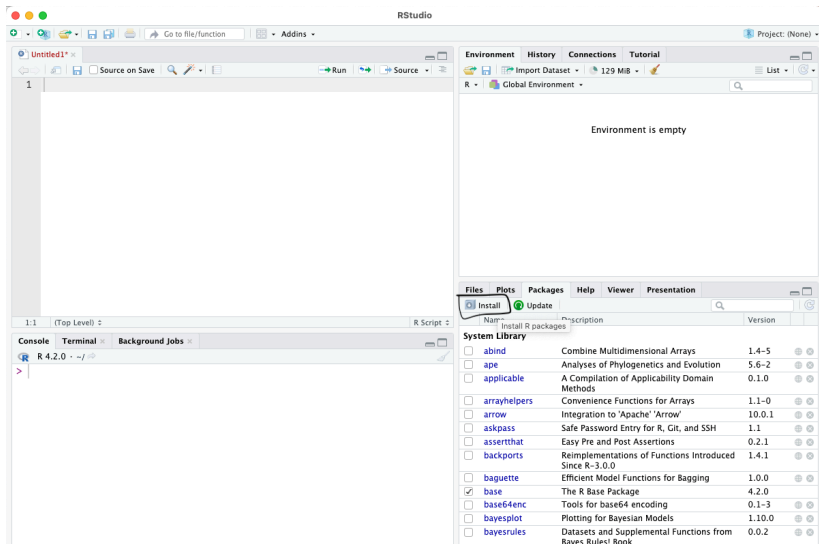 RStudio
Go to file/function
Addins
Project: (None)
Untitled1*
Source on Save
Run
Source
1
1:1
(Top Level)
R Script
Console Terminal Background Jobs
R 4.2.0 · ~/
>
Environment History Connections Tutorial
Import Dataset
129 MiB
List
R
Global Environment
Environment is empty
Files Plots Packages Help Viewer Presentation
Install
Update
Name Description Version
Install R packages
System Library
abind Combine Multidimensional Arrays 1.4-5
ape Analyses of Phylogenetics and Evolution 5.6-2
applicable A Compilation of Applicability Domain 0.1.0
Methods
arrayhelpers Convenience Functions for Arrays 1.1-0
arrow Integration to 'Apache' 'Arrow' 10.0.1
askpass Safe Password Entry for R, Git, and SSH 1.1
assertthat Easy Pre and Post Assertions 0.2.1
backports Reimplementations of Functions Introduced 1.4.1
Since R-3.0.0
baguette Efficient Model Functions for Bagging 1.0.0
base The R Base Package 4.2.0
base64enc Tools for base64 encoding 0.1-3
bayesplot Plotting for Bayesian Models 1.10.0
bayesrules Datasets and Supplemental Functions from 0.0.2
Bayes Rules! Book